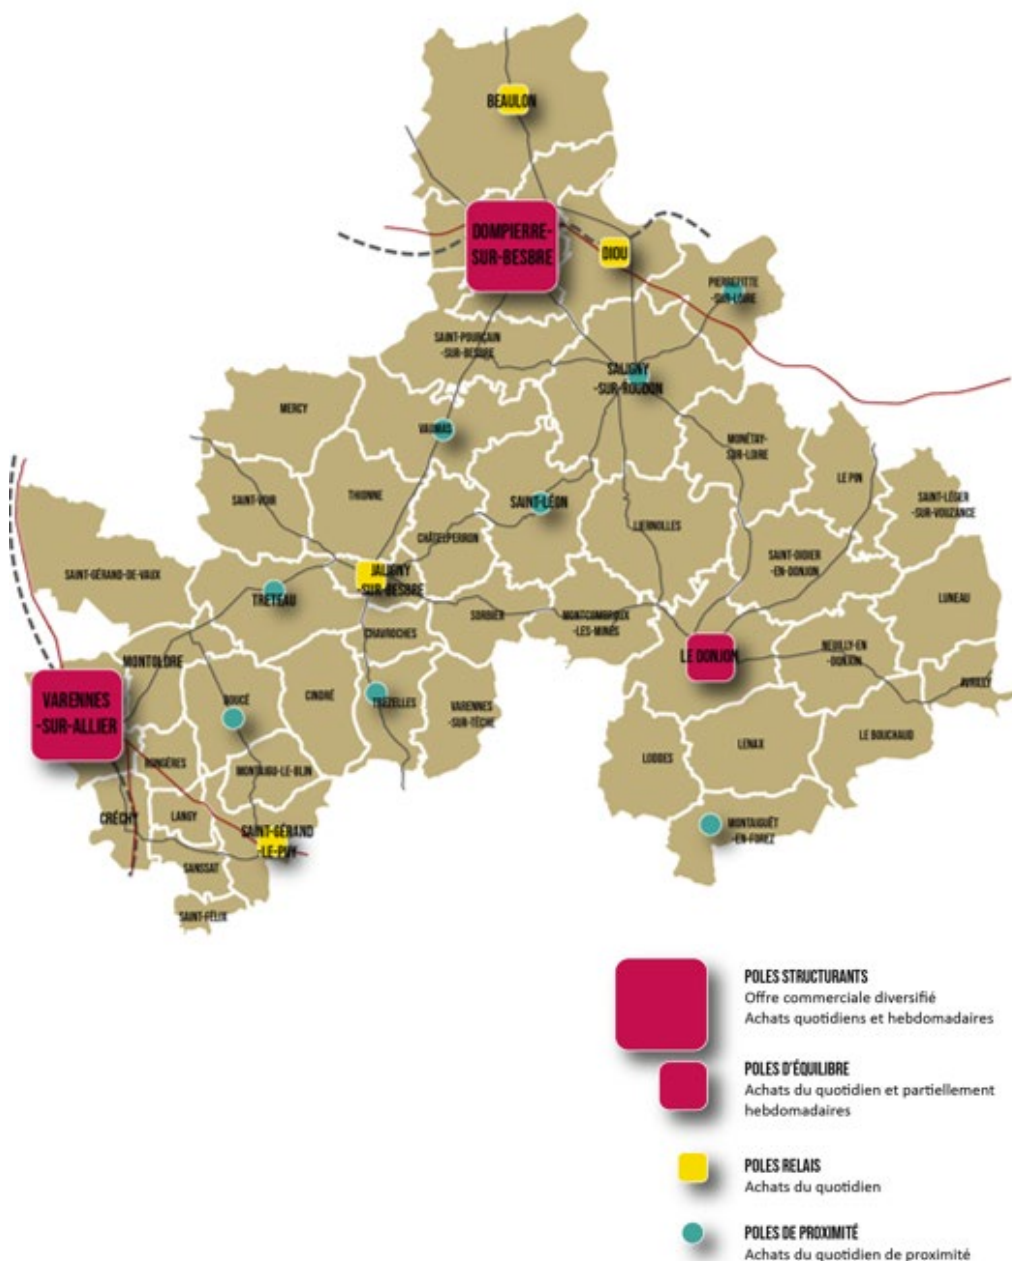 BEAULON
DOMPIERRE-
SUR-BESBRE
DIOU
PIERREFITTE
-SUR-LOIRE
SAINT-POURÇAIN
-SUR-BESBRE
SALIGNY
-SUR-ROUDON
MERCY
VAUMAS
MONÉTAY-
SUR-LOIRE
LE PIN
SAINT-LÉGER
-SUR-VOUZANCE
SAINT-VOIR
THIONNE
SAINT-LÉON
CHÂTELPERRON
LIERNOLLES
SAINT-DIDIER
-EN-DONJON
SAINT-GÉRAND-DE-VAUX
JALIGNY
-SUR-BESBRE
TRETEAU
LUNEAU
SORBIER
MONTCOMBROUX
-LES-MINES
CHAVROCHES
LE DONJON
NEUILLY-EN
-DONJON
MONTOLDRE
AVRILLY
VARENNES
-SUR-ALLIER
BOUCÉ
CINDRÉ
TREZELLES
VARENNES
-SUR-TÈCHE
LE BOUCHAUD
LENAX
LODDES
RONGÈRES
MONTAIGU-LE-BLIN
CRÉCHY
LANGY
SAINT-GÉRAND
-LE-PUY
MONTAIGUËT
-EN-FOREZ
SANSSAT
SAINT-FÉLIX
POLES STRUCTURANTS
Offre commerciale diversifié
Achats quotidiens et hebdomadaires
POLES D'ÉQUILIBRE
Achats du quotidien et partiellement
hebdomadaires
POLES RELAIS
Achats du quotidien
POLES DE PROXIMITÉ
Achats du quotidien de proximité